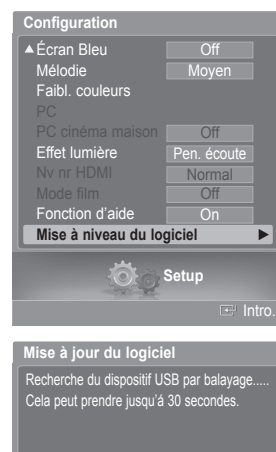 Configuration
▲Écran Bleu Off
Mélodie Moyen
Faibl. couleurs
PC
PC cinéma maison Off
Effet lumière Pen. écoute
Nv nr HDMI Normal
Mode film Off
Fonction d'aide On
Mise à niveau du logiciel ►
Setup
Intro.
Mise à jour du logiciel
Recherche du dispositif USB par balayage.....
Cela peut prendre jusqu'á 30 secondes.